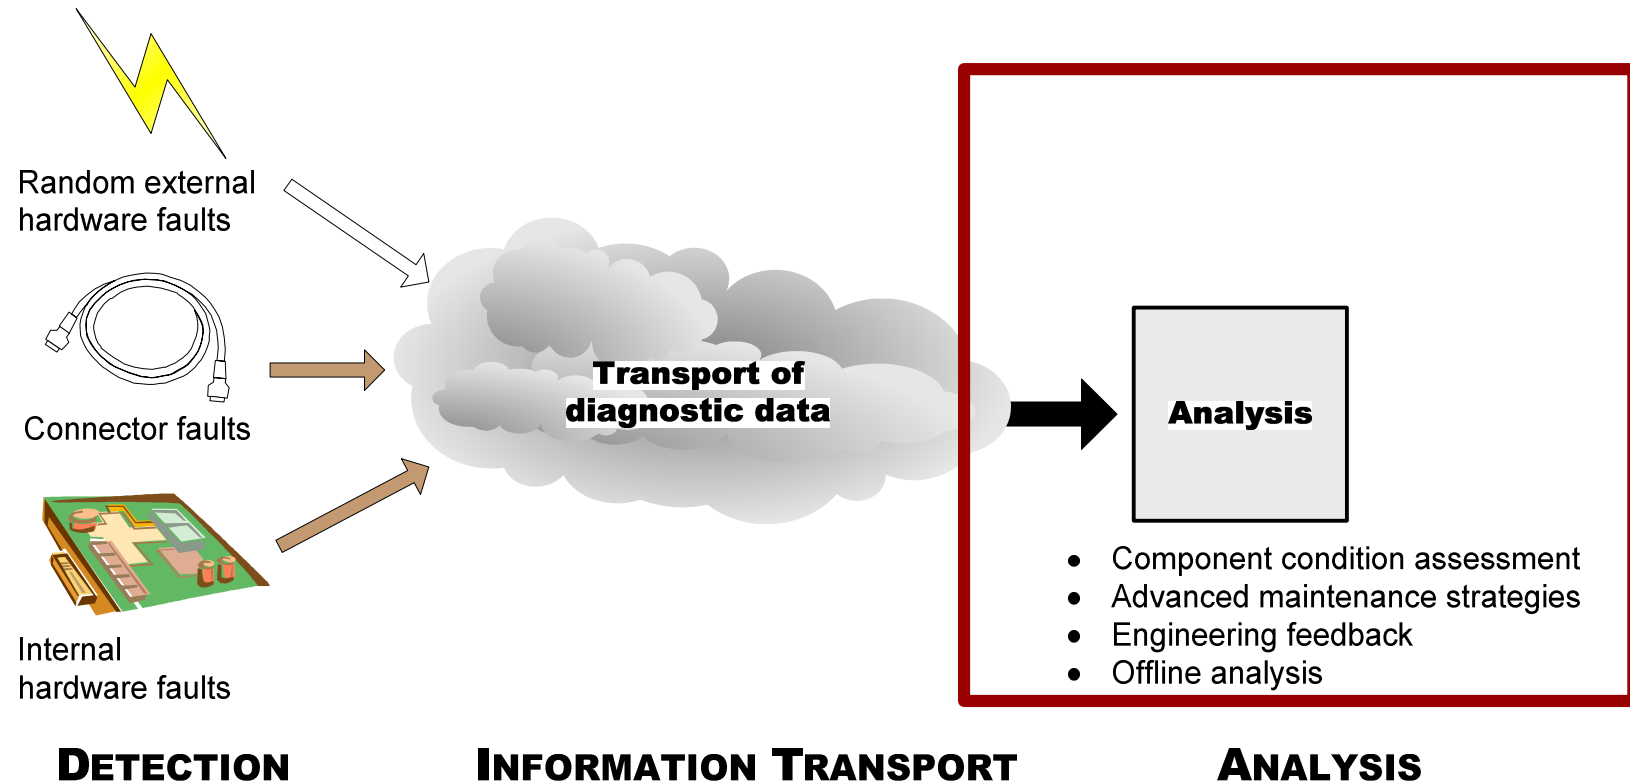 Random external
hardware faults
Connector faults
Internal
hardware faults
Transport of
diagnostic data
Analysis
• Component condition assessment
• Advanced maintenance strategies
• Engineering feedback
• Offline analysis
DETECTION
INFORMATION TRANSPORT
ANALYSIS